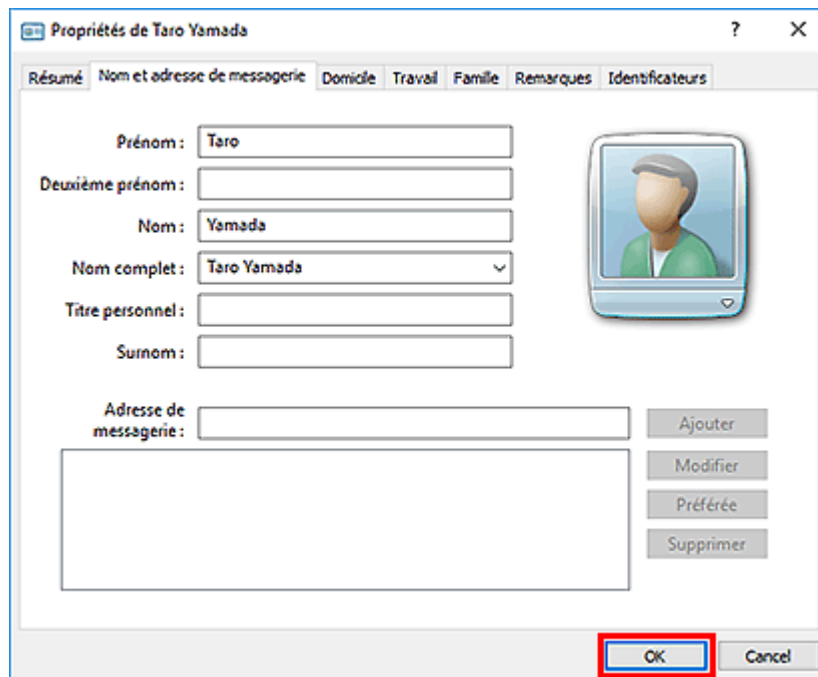 Propriétés de Taro Yamada ?
Résumé Nom et adresse de messagerie Domicile Travail Famille Remarques Identificateurs
Prénom : Taro
Deuxième prénom :
Nom : Yamada
Nom complet : Taro Yamada
Titre personnel :
Surnom :
Adresse de
messagerie :
Ajouter
Modifier
Préférée
Supprimer
OK Cancel